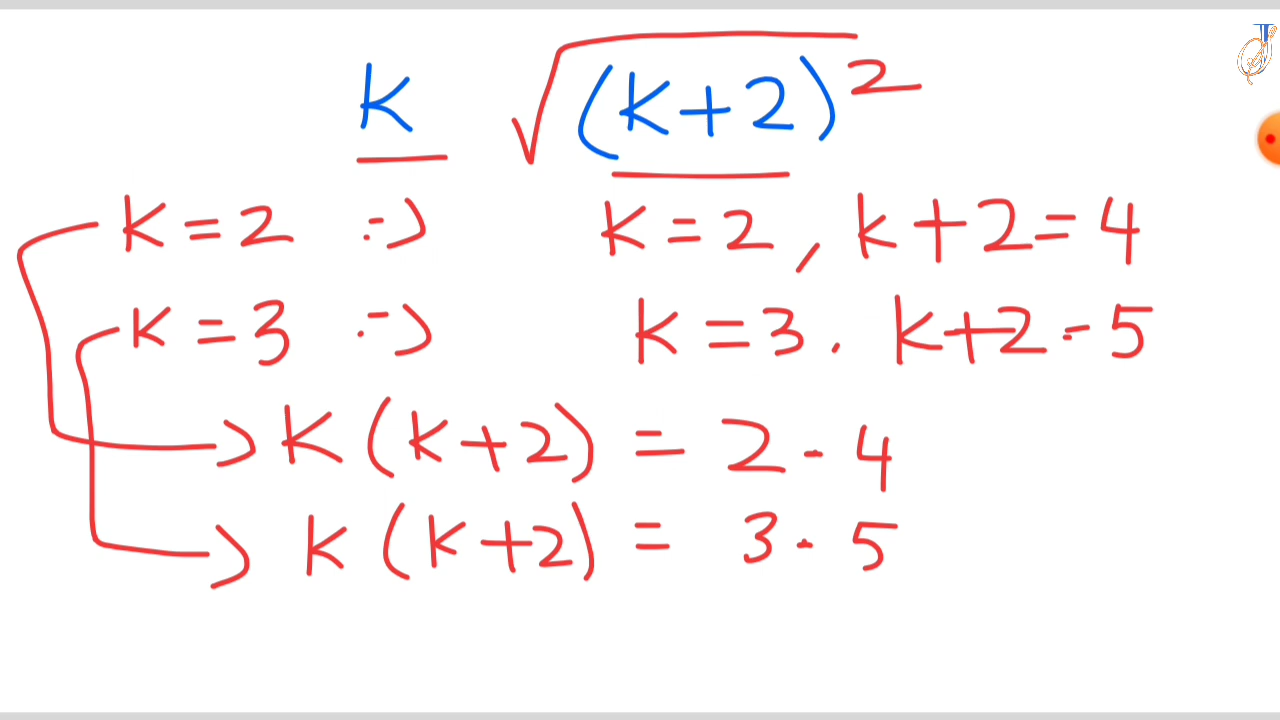 K √(k+2)²
K = 2 ⇒ K = 2 , k + 2 = 4
K = 3 ⇒ K = 3 . k + 2 = 5
K (k + 2) = 2 · 4
K (k + 2) = 3 · 5